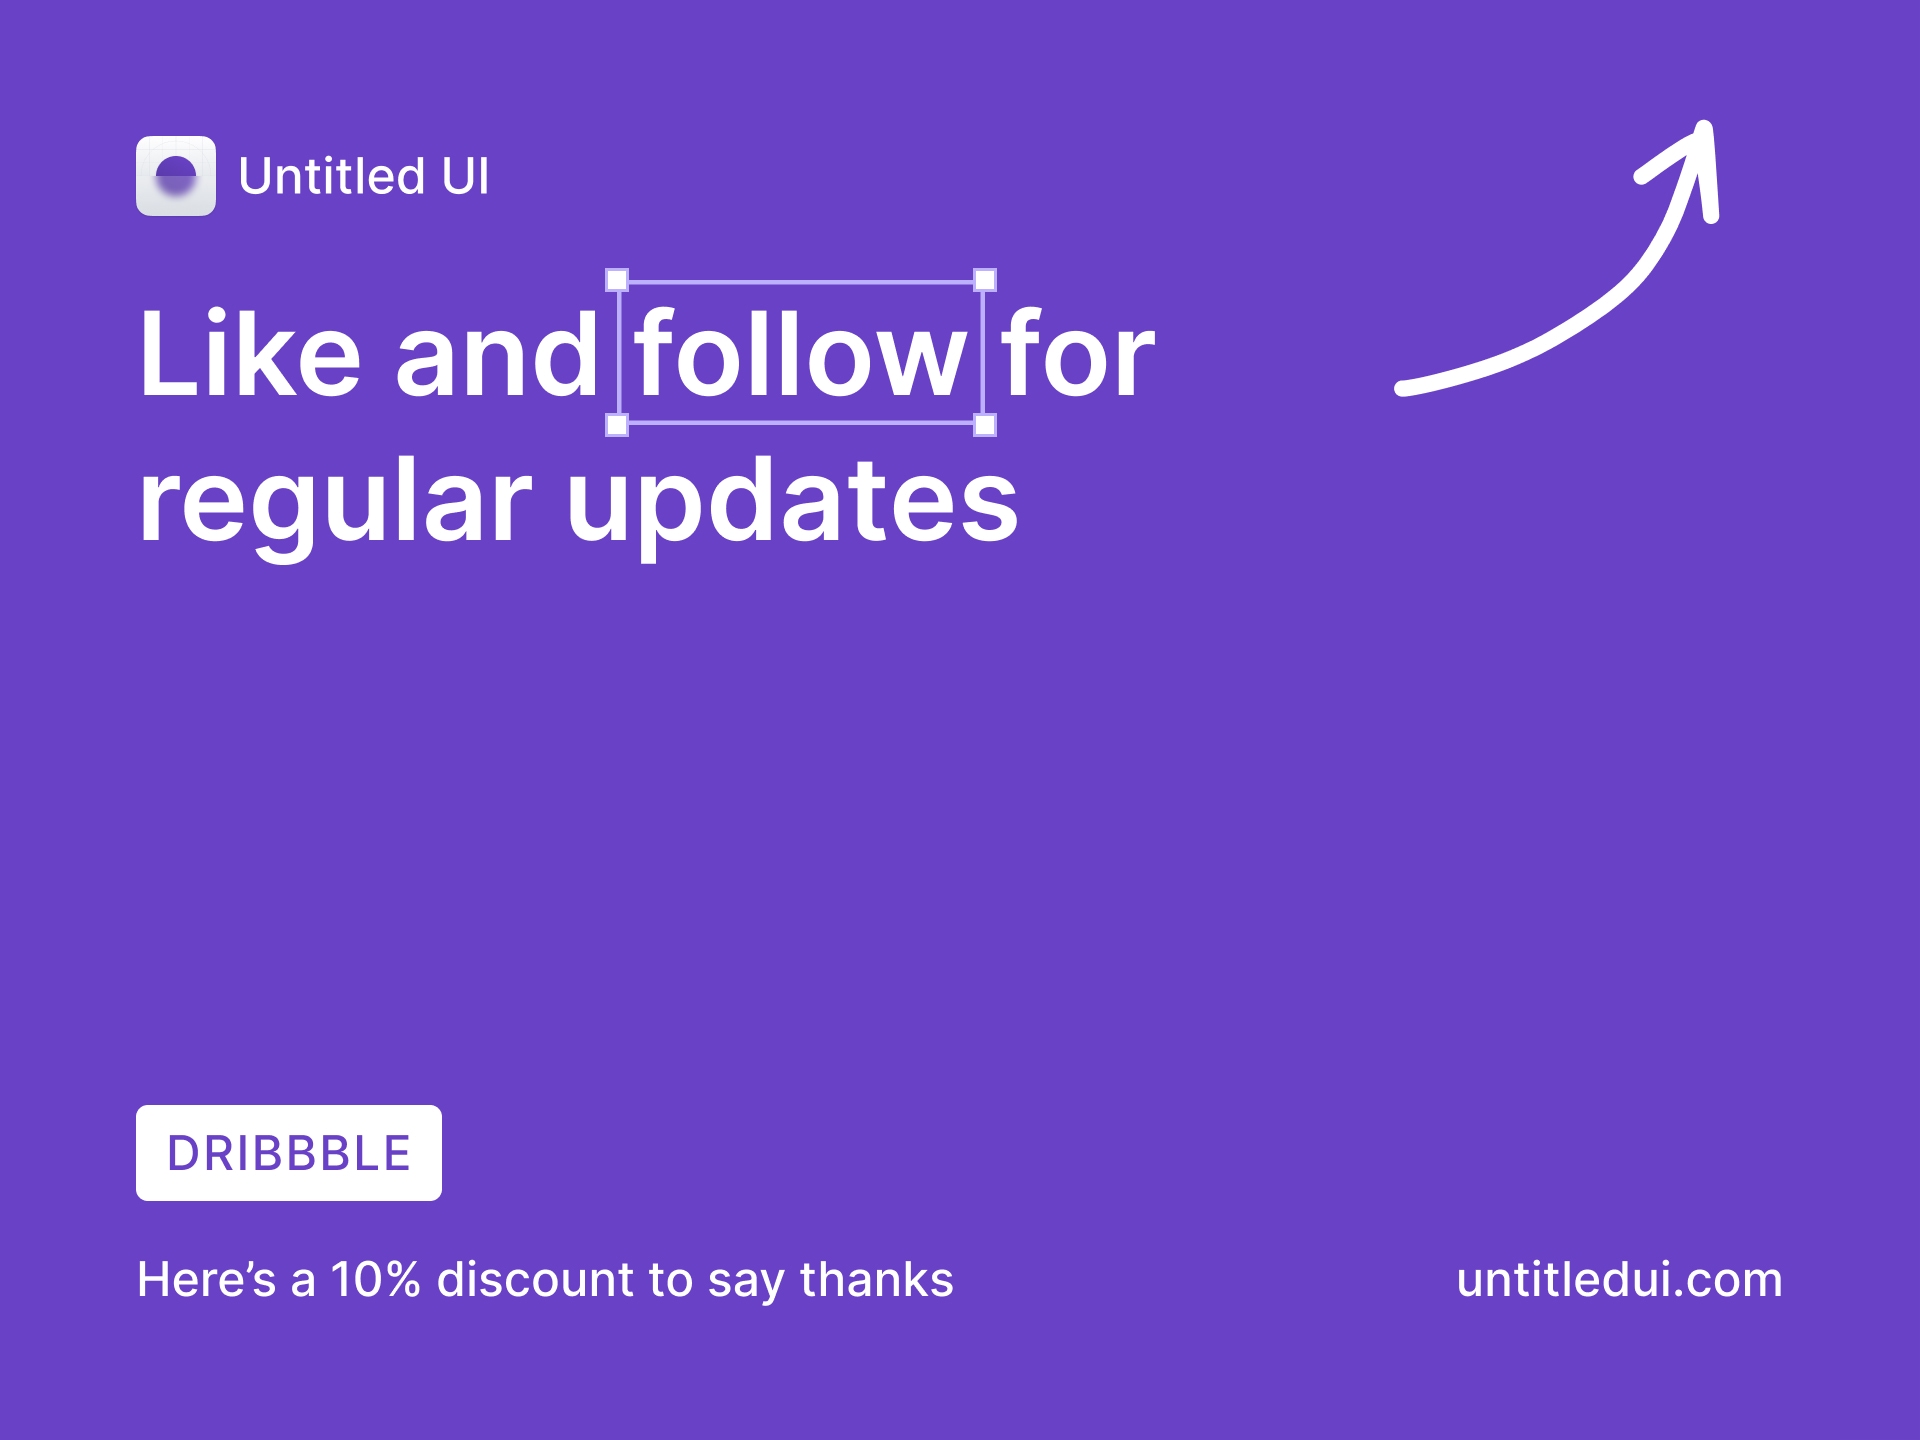 Untitled UI
Like and follow for
regular updates
DRIBBBLE
Here’s a 10% discount to say thanks
untitledui.com